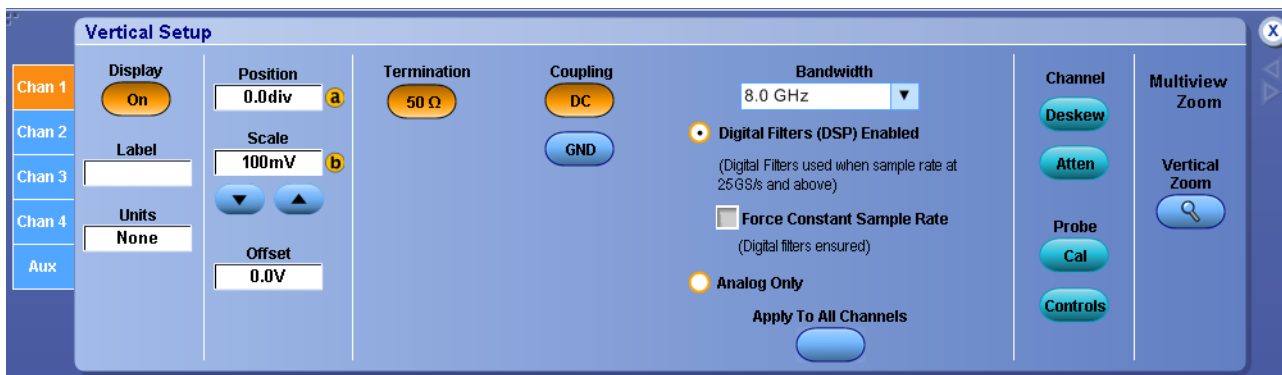 Vertical Setup
X
Chan 1
Chan 2
Chan 3
Chan 4
Aux
Display
On
Label
Units
None
Position
0.0div
a
Scale
100mV
b
Offset
0.0V
Termination
50 Ω
Coupling
DC
GND
Bandwidth
8.0 GHz
Digital Filters (DSP) Enabled
(Digital Filters used when sample rate at
25GS/s and above)
Force Constant Sample Rate
(Digital filters ensured)
Analog Only
Apply To All Channels
Channel
Deskew
Atten
Probe
Cal
Controls
Multiview
Zoom
Vertical
Zoom